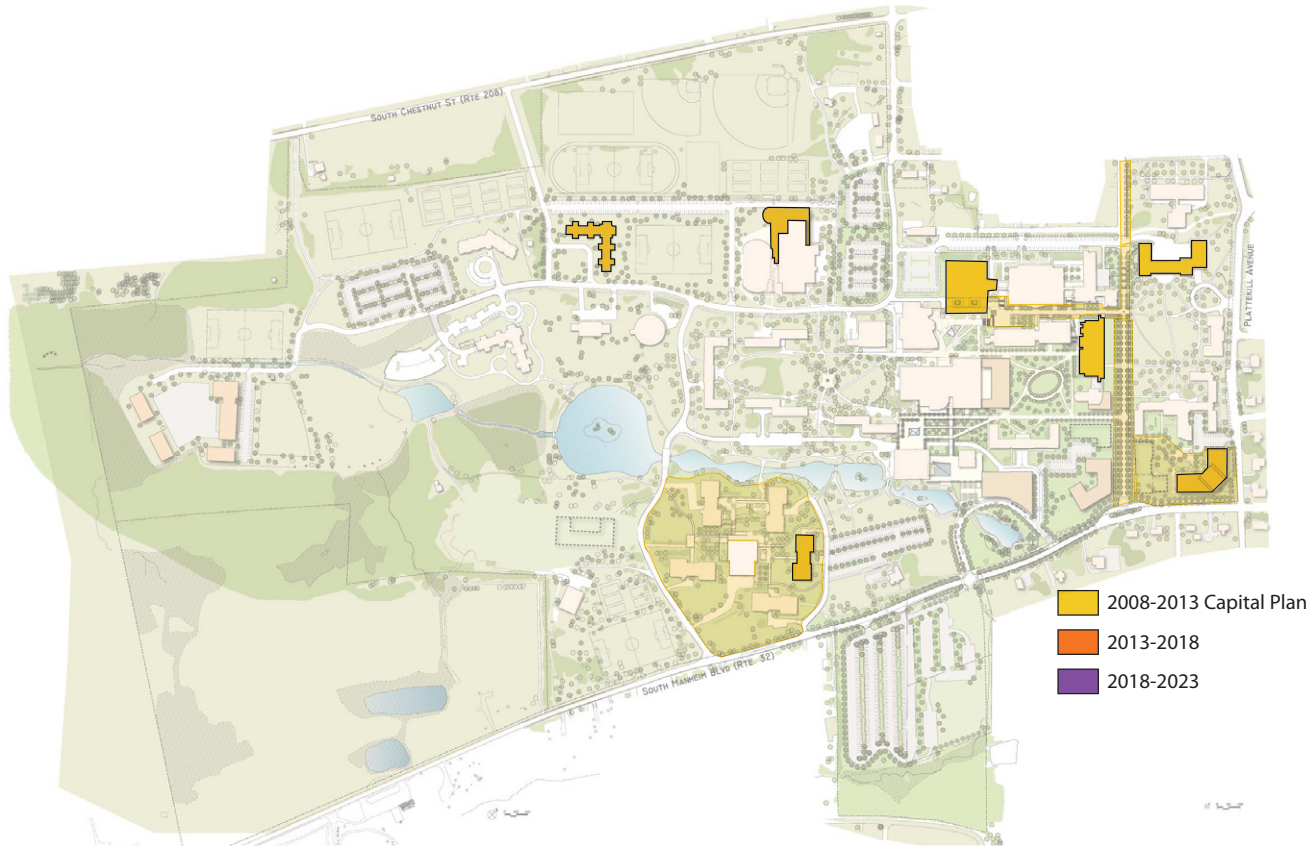 SOUTH CHESTNUT ST (RTE 208)
PLATTEKILL AVENUE
2008-2013 Capital Plan
2013-2018
2018-2023
SOUTH MANHEIM BLVD (RTE 32)